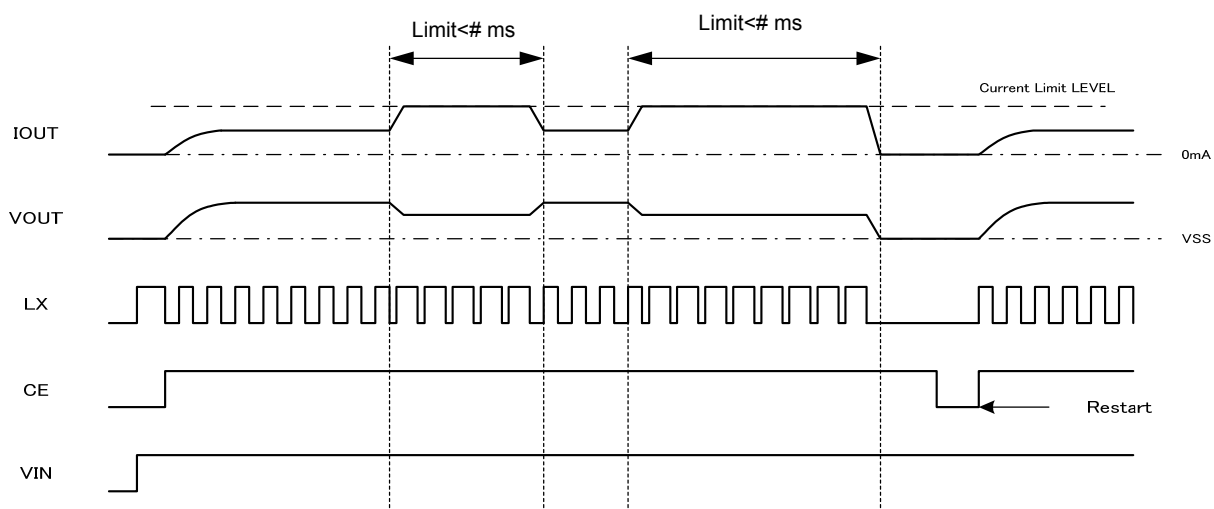 Limit<# ms
Limit<# ms
Current Limit LEVEL
IOUT
0mA
VOUT
VSS
LX
CE
Restart
VIN